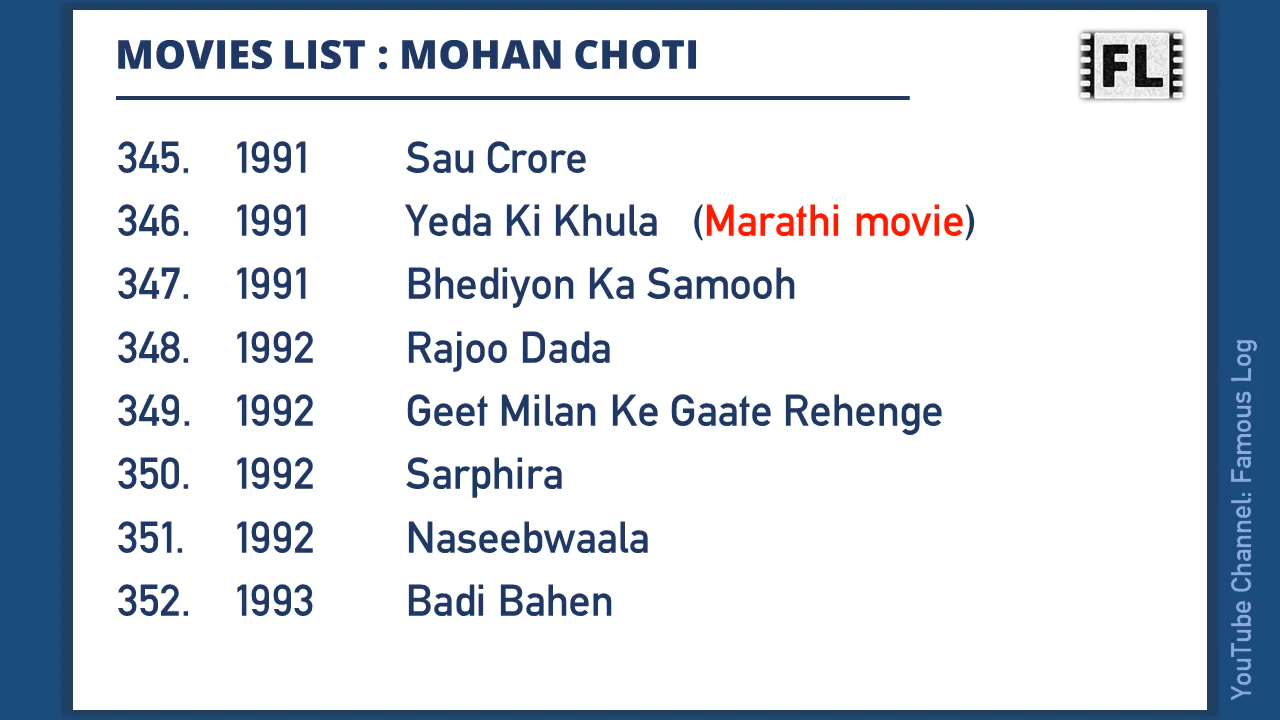 MOVIES LIST : MOHAN CHOTI
FL
345. 1991 Sau Crore
346. 1991 Yeda Ki Khula (Marathi movie)
347. 1991 Bhediyon Ka Samooh
348. 1992 Rajoo Dada
349. 1992 Geet Milan Ke Gaate Rehenge
350. 1992 Sarphira
351. 1992 Naseebwaala
352. 1993 Badi Bahen
YouTube Channel: Famous Log